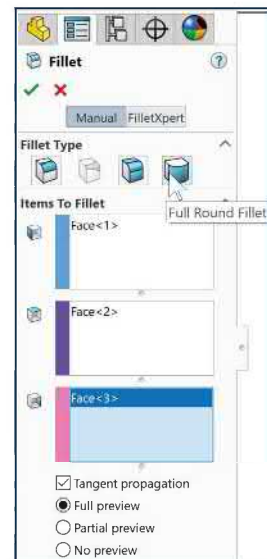 Fillet
Manual FilletXpert
Fillet Type
Items To Fillet
Full Round Fillet
Face<1>
Face<2>
Face<3>
Tangent propagation
Full preview
Partial preview
No preview